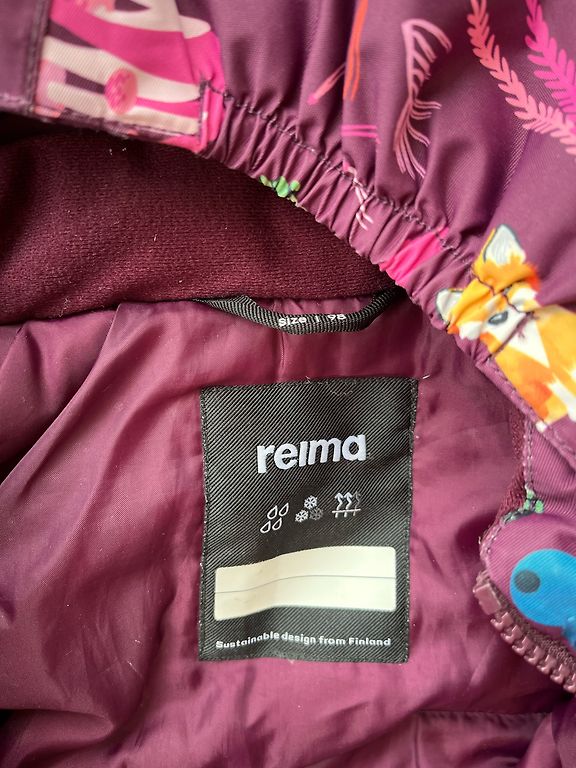 size | 98
reima
Sustainable design from Finland